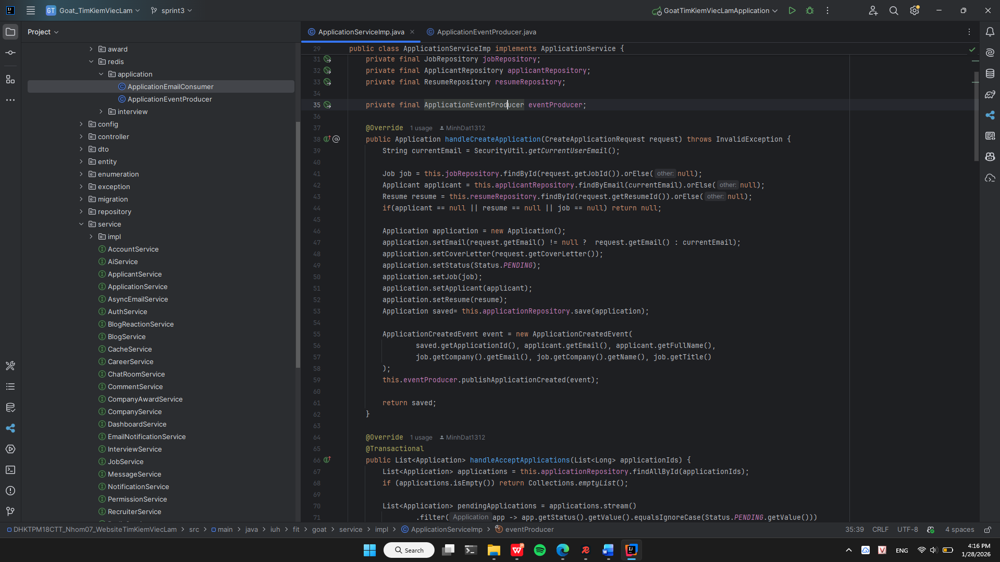 GT Goat_TimKiemViecLam
sprint3
GoatTimKiemViecLamApplication
Project
award
redis
application
ApplicationEmailConsumer
ApplicationEventProducer
interview
config
controller
dto
entity
enumeration
exception
migration
repository
service
impl
AccountService
AiService
ApplicantService
ApplicationService
AsyncEmailService
AuthService
BlogReactionService
BlogService
CacheService
CareerService
ChatRoomService
CommentService
CompanyAwardService
CompanyService
DashboardService
EmailNotificationService
InterviewService
JobService
MessageService
NotificationService
PermissionService
RecruiterService
ApplicationServiceImp.java
ApplicationEventProducer.java
29 public class ApplicationServiceImp implements ApplicationService {
31 private final JobRepository jobRepository;
32 private final ApplicantRepository applicantRepository;
33 private final ResumeRepository resumeRepository;
34
35 private final ApplicationEventProducer eventProducer;
36
37 @Override 1 usage MinhDat1312
38 public Application handleCreateApplication(CreateApplicationRequest request) throws InvalidException {
39 String currentEmail = SecurityUtil.getCurrentUserEmail();
40
41 Job job = this.jobRepository.findById(request.getJobId()).orElse( other: null);
42 Applicant applicant = this.applicantRepository.findByEmail(currentEmail).orElse( other: null);
43 Resume resume = this.resumeRepository.findById(request.getResumeId()).orElse( other: null);
44 if(applicant == null || resume == null || job == null) return null;
45
46 Application application = new Application();
47 application.setEmail(request.getEmail() != null ? request.getEmail() : currentEmail);
48 application.setCoverLetter(request.getCoverLetter());
49 application.setStatus(Status.PENDING);
50 application.setJob(job);
51 application.setApplicant(applicant);
52 application.setResume(resume);
53 Application saved= this.applicationRepository.save(application);
54
55 ApplicationCreatedEvent event = new ApplicationCreatedEvent(
56 saved.getApplicationId(), applicant.getEmail(), applicant.getFullName(),
57 job.getCompany().getEmail(), job.getCompany().getName(), job.getTitle()
58 );
59 this.eventProducer.publishApplicationCreated(event);
60
61 return saved;
62 }
63
64 @Override 1 usage MinhDat1312
65 @Transactional
66 public List<Application> handleAcceptApplications(List<Long> applicationIds) {
67 List<Application> applications = this.applicationRepository.findAllById(applicationIds);
68 if (applications.isEmpty()) return Collections.emptyList();
69
70 List<Application> pendingApplications = applications.stream()
71 .filter( Application app -> app.getStatus().getValue().equalsIgnoreCase(Status.PENDING.getValue()))
DHKTPM18CTT_Nhom07_WebsiteTimKiemViecLam > src > main > java > iuh > fit > goat > service > impl > ApplicationServiceImp > eventProducer
35:39 CRLF UTF-8 4 spaces
Search
ENG
4:16 PM
1/28/2026